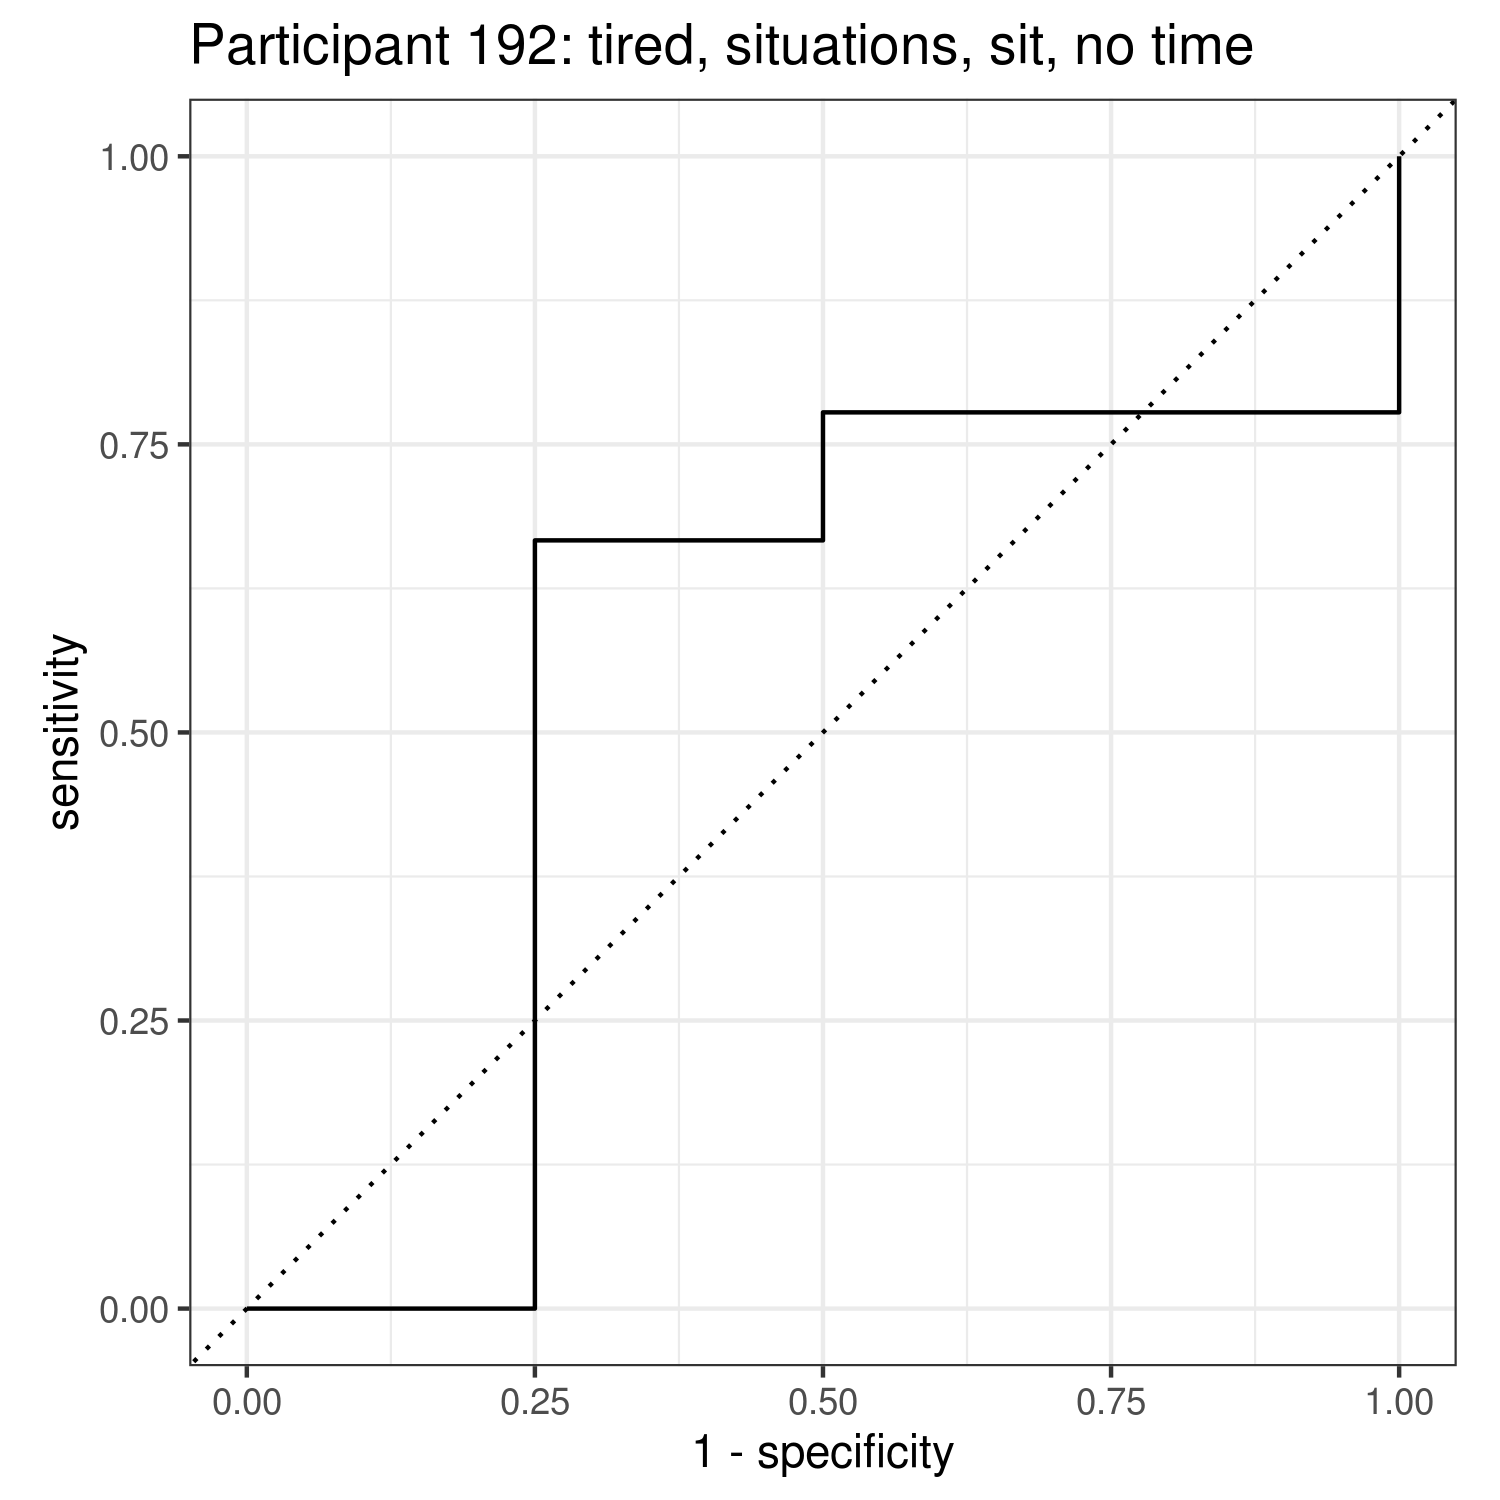 Participant 192: tired, situations, sit, no time
1.00
0.75
0.50
0.25
0.00
sensitivity
0.00 0.25 0.50 0.75 1.00
1 - specificity